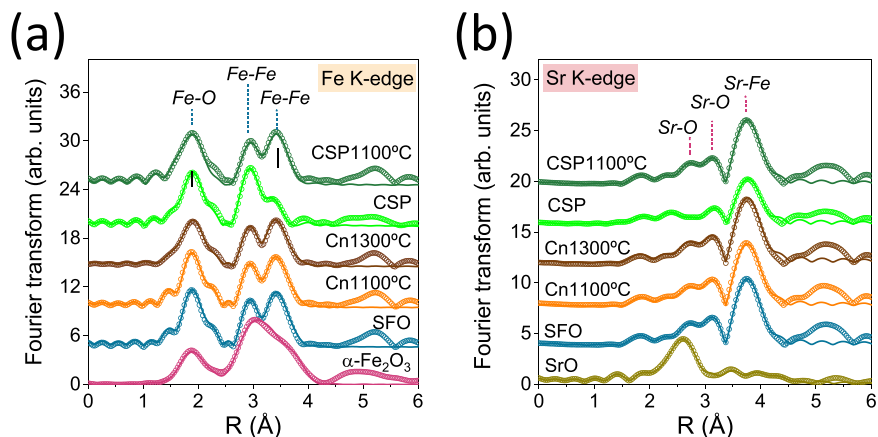 (a)
Fe K-edge
Fe-O
Fe-Fe
Fe-Fe
CSP1100ºC
CSP
Cn1300ºC
Cn1100ºC
SFO
α-Fe₂O₃
Fourier transform (arb. units)
36
30
24
18
12
6
0
0 1 2 3 4 5 6
R (Å)
(b)
Sr K-edge
Sr-O
Sr-O
Sr-Fe
CSP1100ºC
CSP
Cn1300ºC
Cn1100ºC
SFO
SrO
Fourier transform (arb. units)
30
25
20
15
10
5
0
0 1 2 3 4 5 6
R (Å)